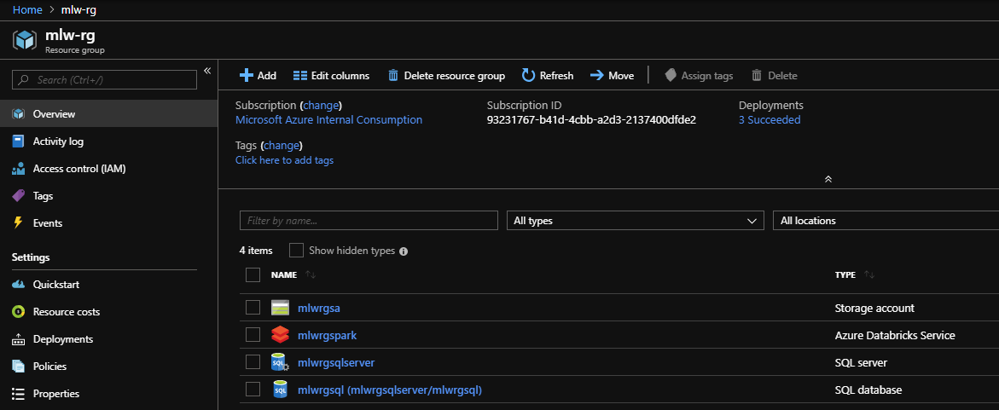 Home > mlw-rg
mlw-rg
Resource group
«
Search (Ctrl+/)
Overview
Activity log
Access control (IAM)
Tags
Events
Settings
Quickstart
Resource costs
Deployments
Policies
Properties
Add Edit columns Delete resource group Refresh Move Assign tags Delete
Subscription (change) Subscription ID Deployments
Microsoft Azure Internal Consumption 93231767-b41d-4cbb-a2d3-2137400dfde2 3 Succeeded
Tags (change)
Click here to add tags
Filter by name... All types All locations
4 items Show hidden types
NAME TYPE
mlwrgsa Storage account
mlwrgspark Azure Databricks Service
mlwrgsqlserver SQL server
mlwrgsql (mlwrgsqlserver/mlwrgsql) SQL database